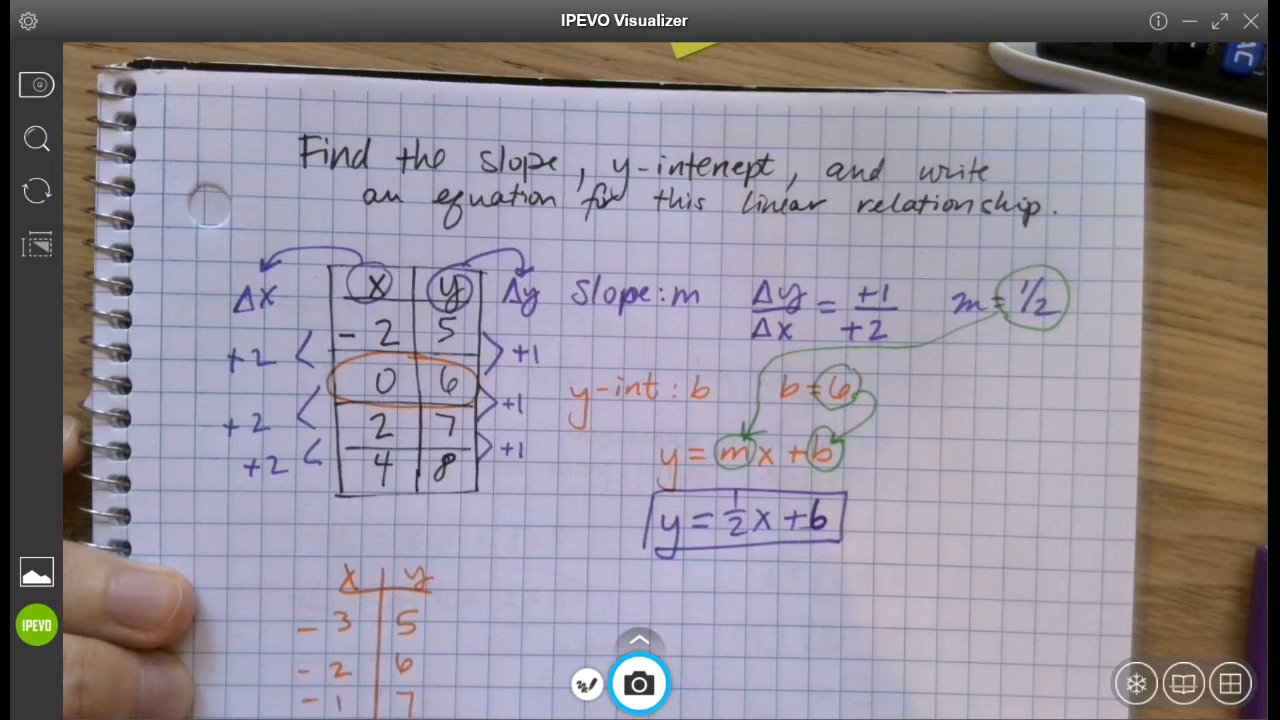 IPEVO Visualizer
AC
Find the slope, y-intercept, and write
an equation for this linear relationship.
Δx x y Δy Slope: m Δy/Δx = +1/+2 m = 1/2
-2 5
+2 +1
0 6 y-int : b b = 6
+2 +1
2 7
+2 +1 y = mx + b
4 8
y = 1/2 x + b
x y
-3 5
-2 6
-1 7
IPEVO